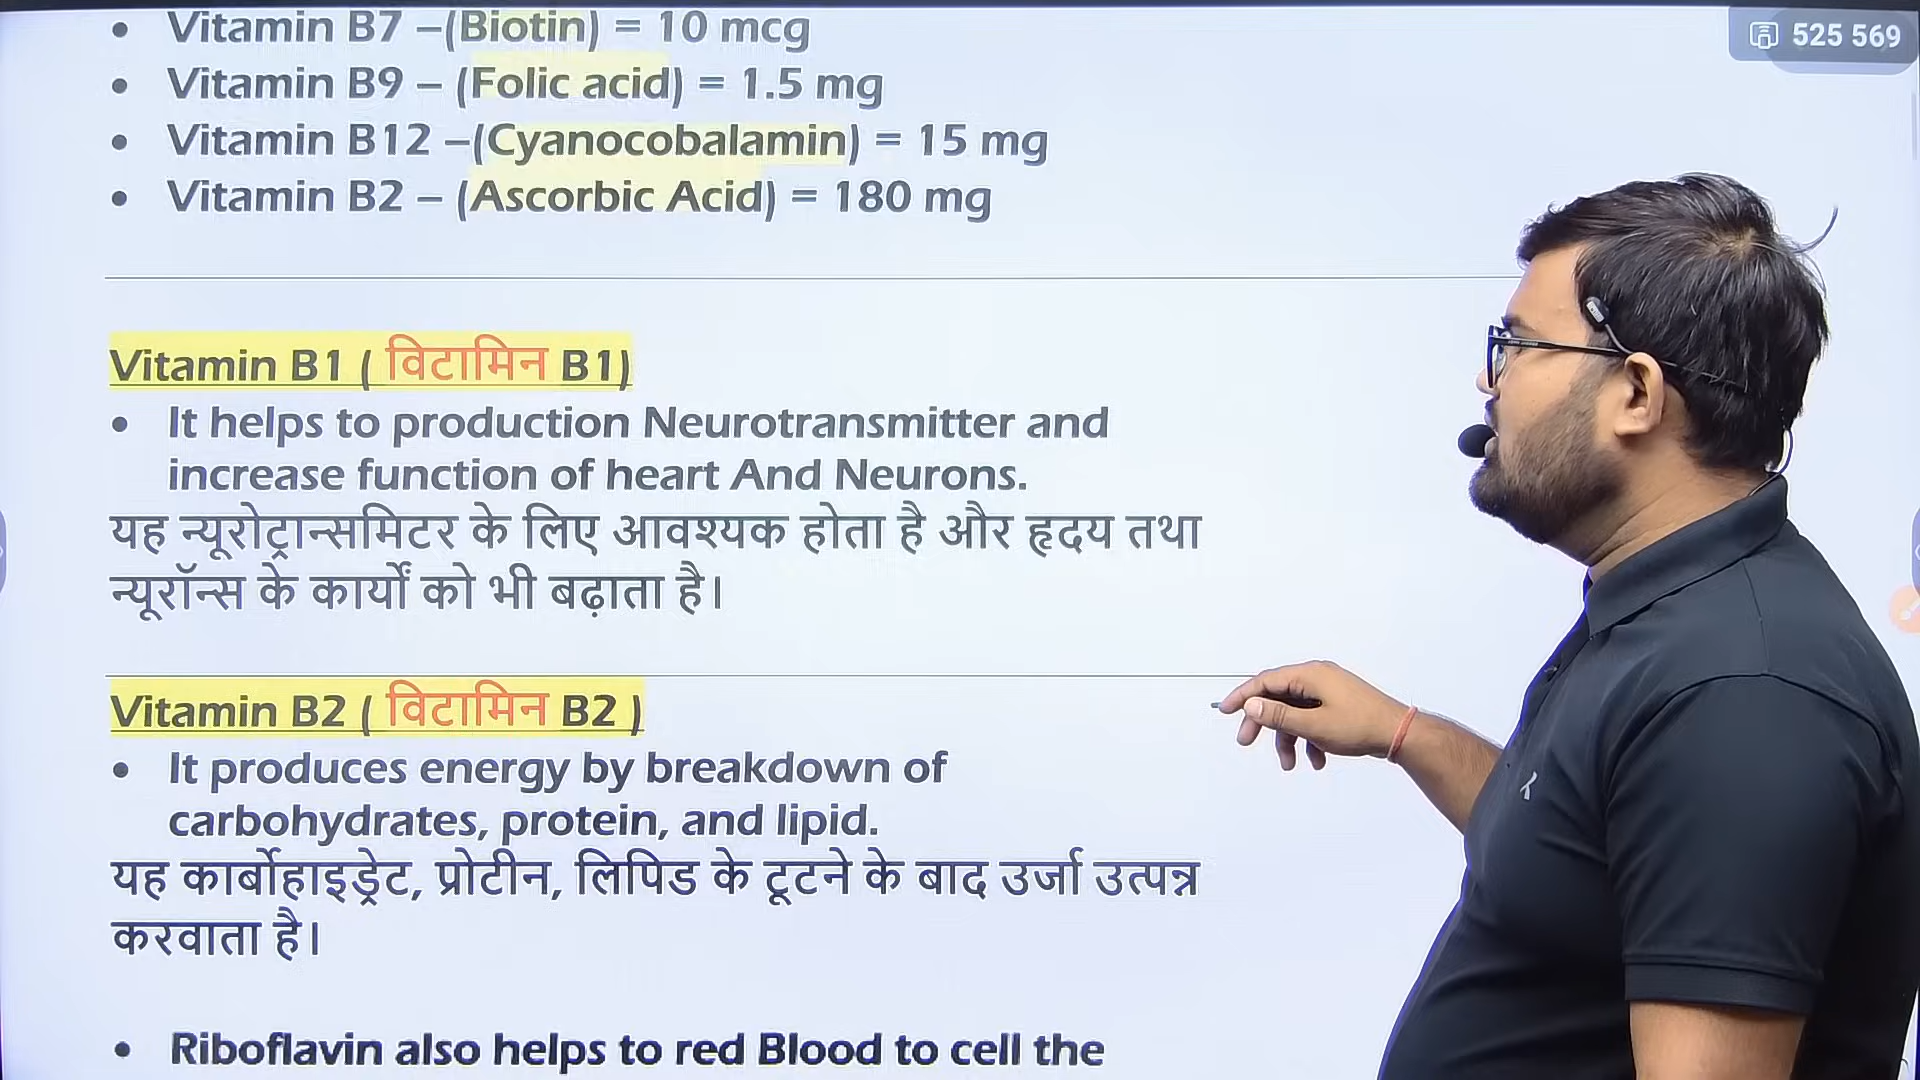 • Vitamin B7 –(Biotin) = 10 mcg
525 569
• Vitamin B9 – (Folic acid) = 1.5 mg
• Vitamin B12 –(Cyanocobalamin) = 15 mg
• Vitamin B2 – (Ascorbic Acid) = 180 mg
Vitamin B1 ( विटामिन B1)
• It helps to production Neurotransmitter and
increase function of heart And Neurons.
यह न्यूरोट्रान्समिटर के लिए आवश्यक होता है और हृदय तथा
न्यूरॉन्स के कार्यों को भी बढ़ाता है।
Vitamin B2 ( विटामिन B2 )
• It produces energy by breakdown of
carbohydrates, protein, and lipid.
यह कार्बोहाइड्रेट, प्रोटीन, लिपिड के टूटने के बाद उर्जा उत्पन्न
करवाता है।
• Riboflavin also helps to red Blood to cell the